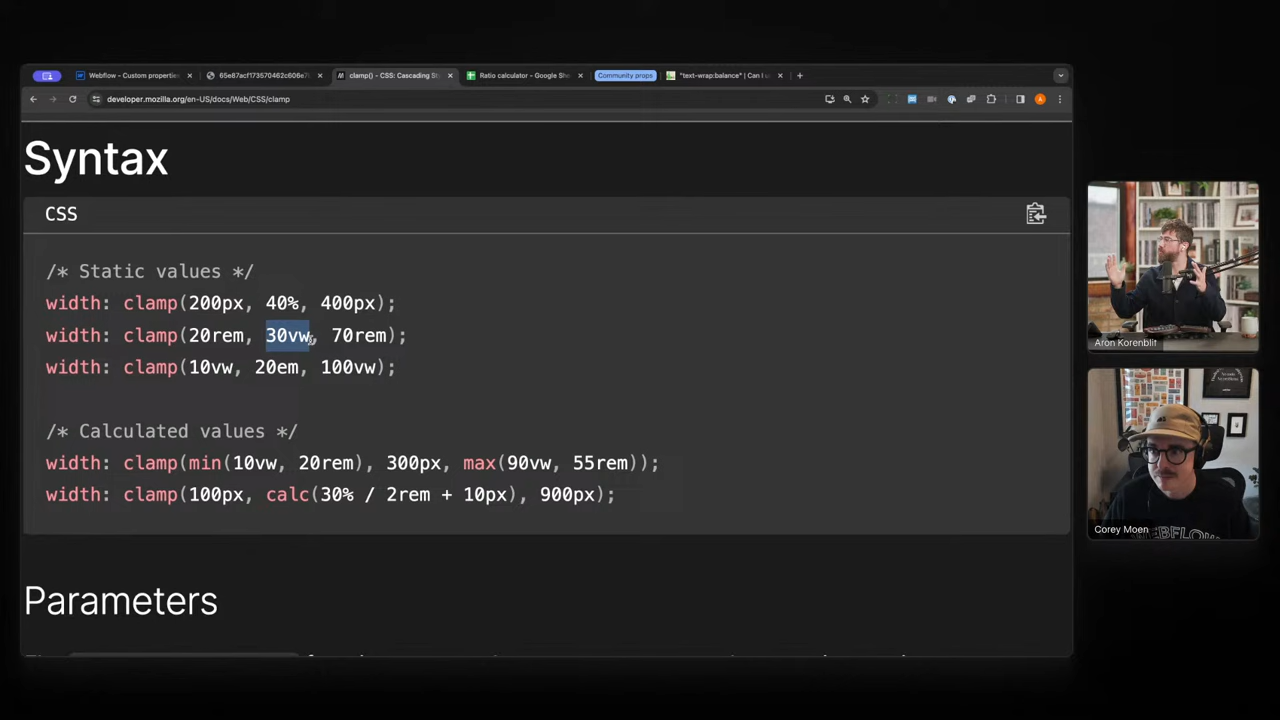 Webflow - Custom propertie
65e87acf173570462c606e7
clamp() - CSS: Cascading St
Ratio calculator - Google She
Community props
"text-wrap:balance" | Can I u
developer.mozilla.org/en-US/docs/Web/CSS/clamp
A
Syntax
CSS
/* Static values */
width: clamp(200px, 40%, 400px);
width: clamp(20rem, 30vw, 70rem);
width: clamp(10vw, 20em, 100vw);
/* Calculated values */
width: clamp(min(10vw, 20rem), 300px, max(90vw, 55rem));
width: clamp(100px, calc(30% / 2rem + 10px), 900px);
Parameters
Aron Korenblit
Corey Moen